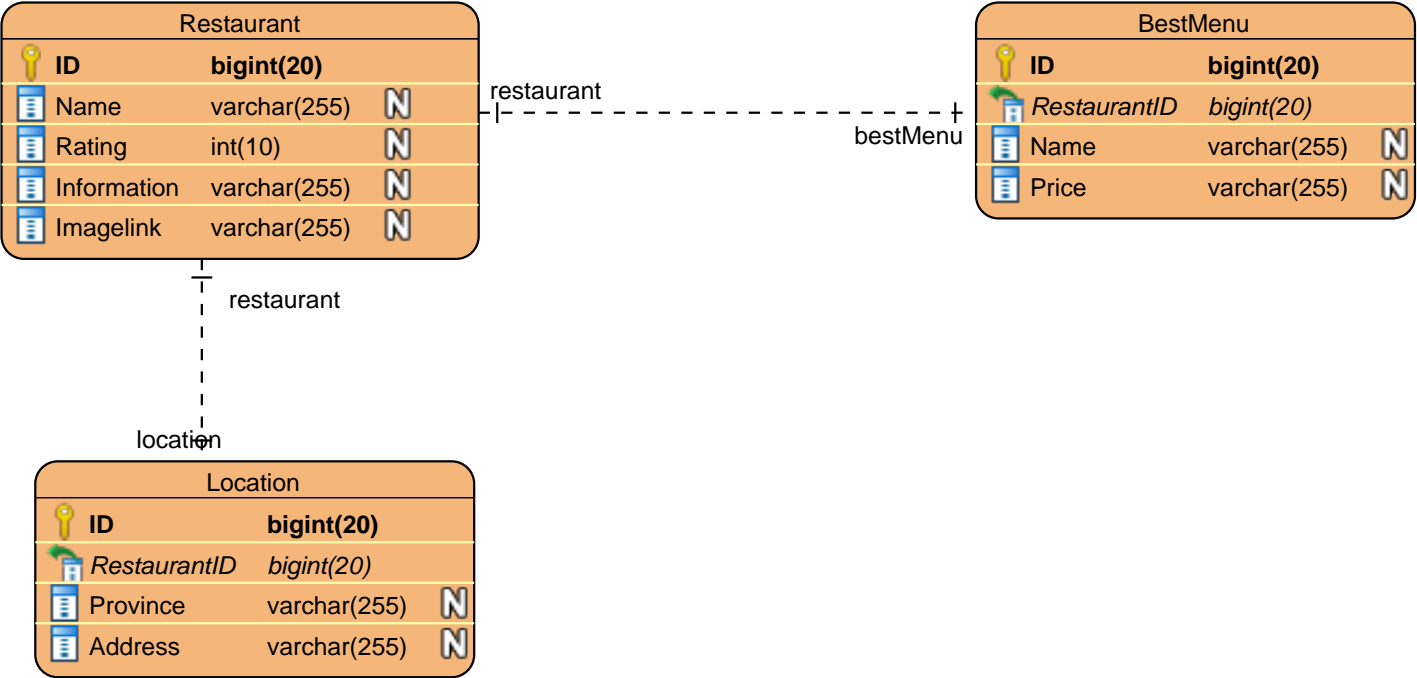 Restaurant
ID bigint(20)
Name varchar(255) N
Rating int(10) N
Information varchar(255) N
Imagelink varchar(255) N
restaurant
bestMenu
BestMenu
ID bigint(20)
RestaurantID bigint(20)
Name varchar(255) N
Price varchar(255) N
restaurant
location
Location
ID bigint(20)
RestaurantID bigint(20)
Province varchar(255) N
Address varchar(255) N